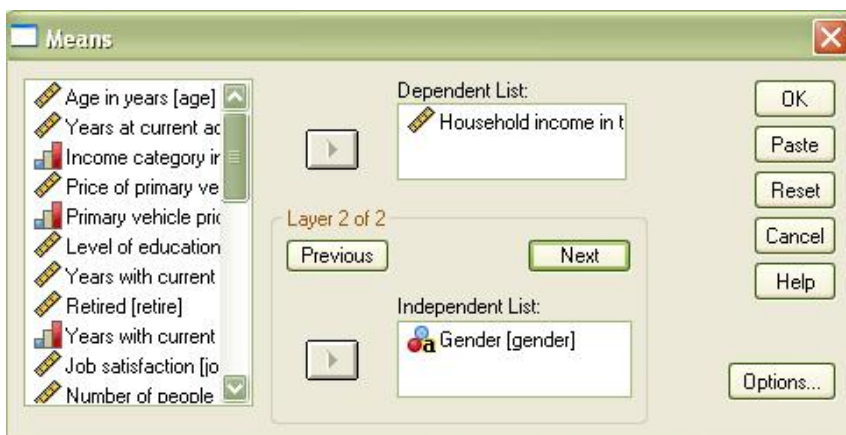 Means
Age in years [age]
Years at current ac
Income category in
Price of primary ve
Primary vehicle pric
Level of education
Years with current
Retired [retire]
Years with current
Job satisfaction [jo
Number of people
Dependent List:
Household income in t
Layer 2 of 2
Previous
Next
Independent List:
a Gender [gender]
OK
Paste
Reset
Cancel
Help
Options...